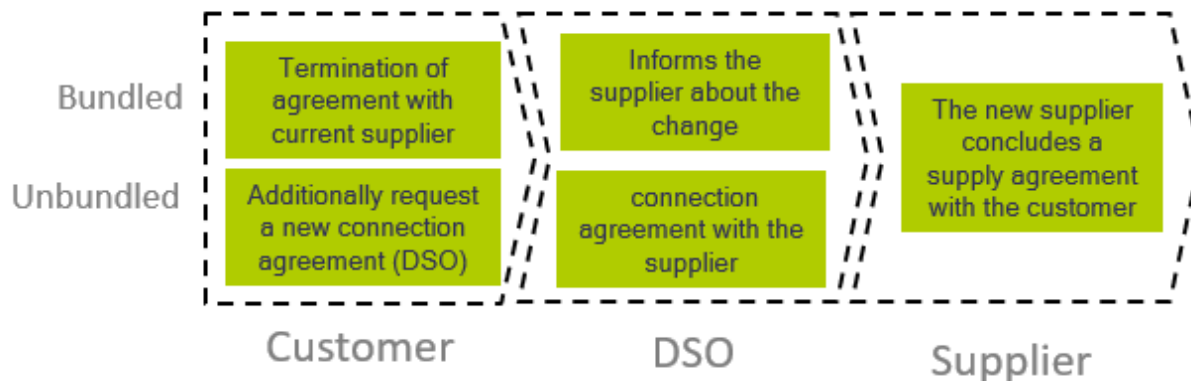 Bundled
Unbundled
Termination of
agreement with
current supplier
Additionally request
a new connection
agreement (DSO)
Informs the
supplier about the
change
connection
agreement with the
supplier
The new supplier
concludes a
supply agreement
with the customer
Customer
DSO
Supplier